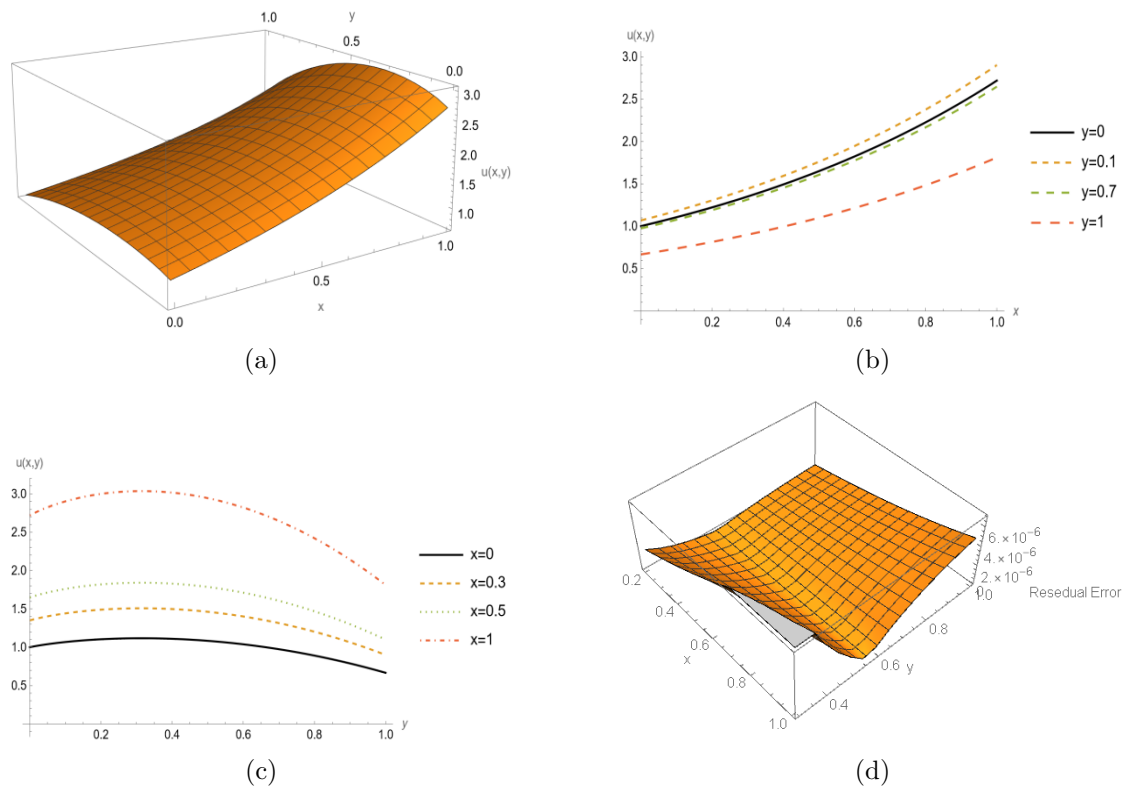 y
1.0
0.5
0.0
3.0
2.5
2.0
u(x,y)
1.5
1.0
1.0
0.5
x
0.0
(a)
u(x,y)
3.0
2.5
2.0
1.5
1.0
0.5
0.2 0.4 0.6 0.8 1.0 x
y=0
y=0.1
y=0.7
y=1
(b)
u(x,y)
3.0
2.5
2.0
1.5
1.0
0.5
0.2 0.4 0.6 0.8 1.0 y
x=0
x=0.3
x=0.5
x=1
(c)
6.×10⁻⁶
4.×10⁻⁶
2.×10⁻⁶
0
Resedual Error
0.2
0.4
x
0.6
0.8
1.0
0.4
0.6
y
0.8
1.0
(d)